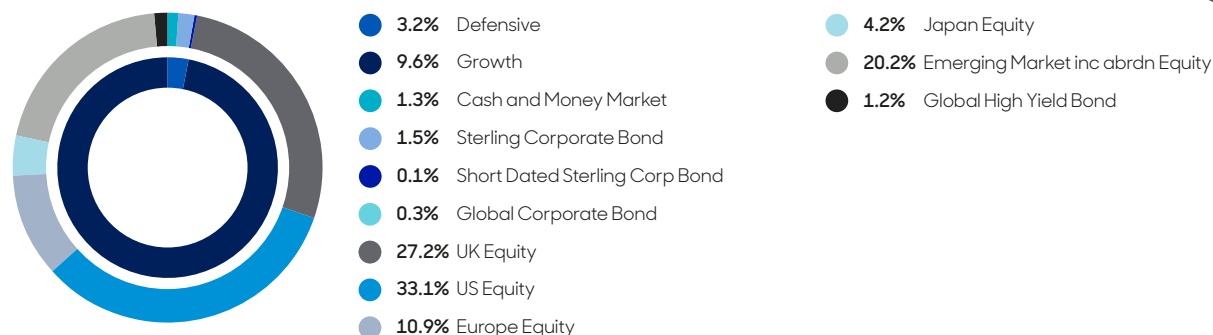 3.2% Defensive
9.6% Growth
1.3% Cash and Money Market
1.5% Sterling Corporate Bond
0.1% Short Dated Sterling Corp Bond
0.3% Global Corporate Bond
27.2% UK Equity
33.1% US Equity
10.9% Europe Equity
4.2% Japan Equity
20.2% Emerging Market inc abrdn Equity
1.2% Global High Yield Bond